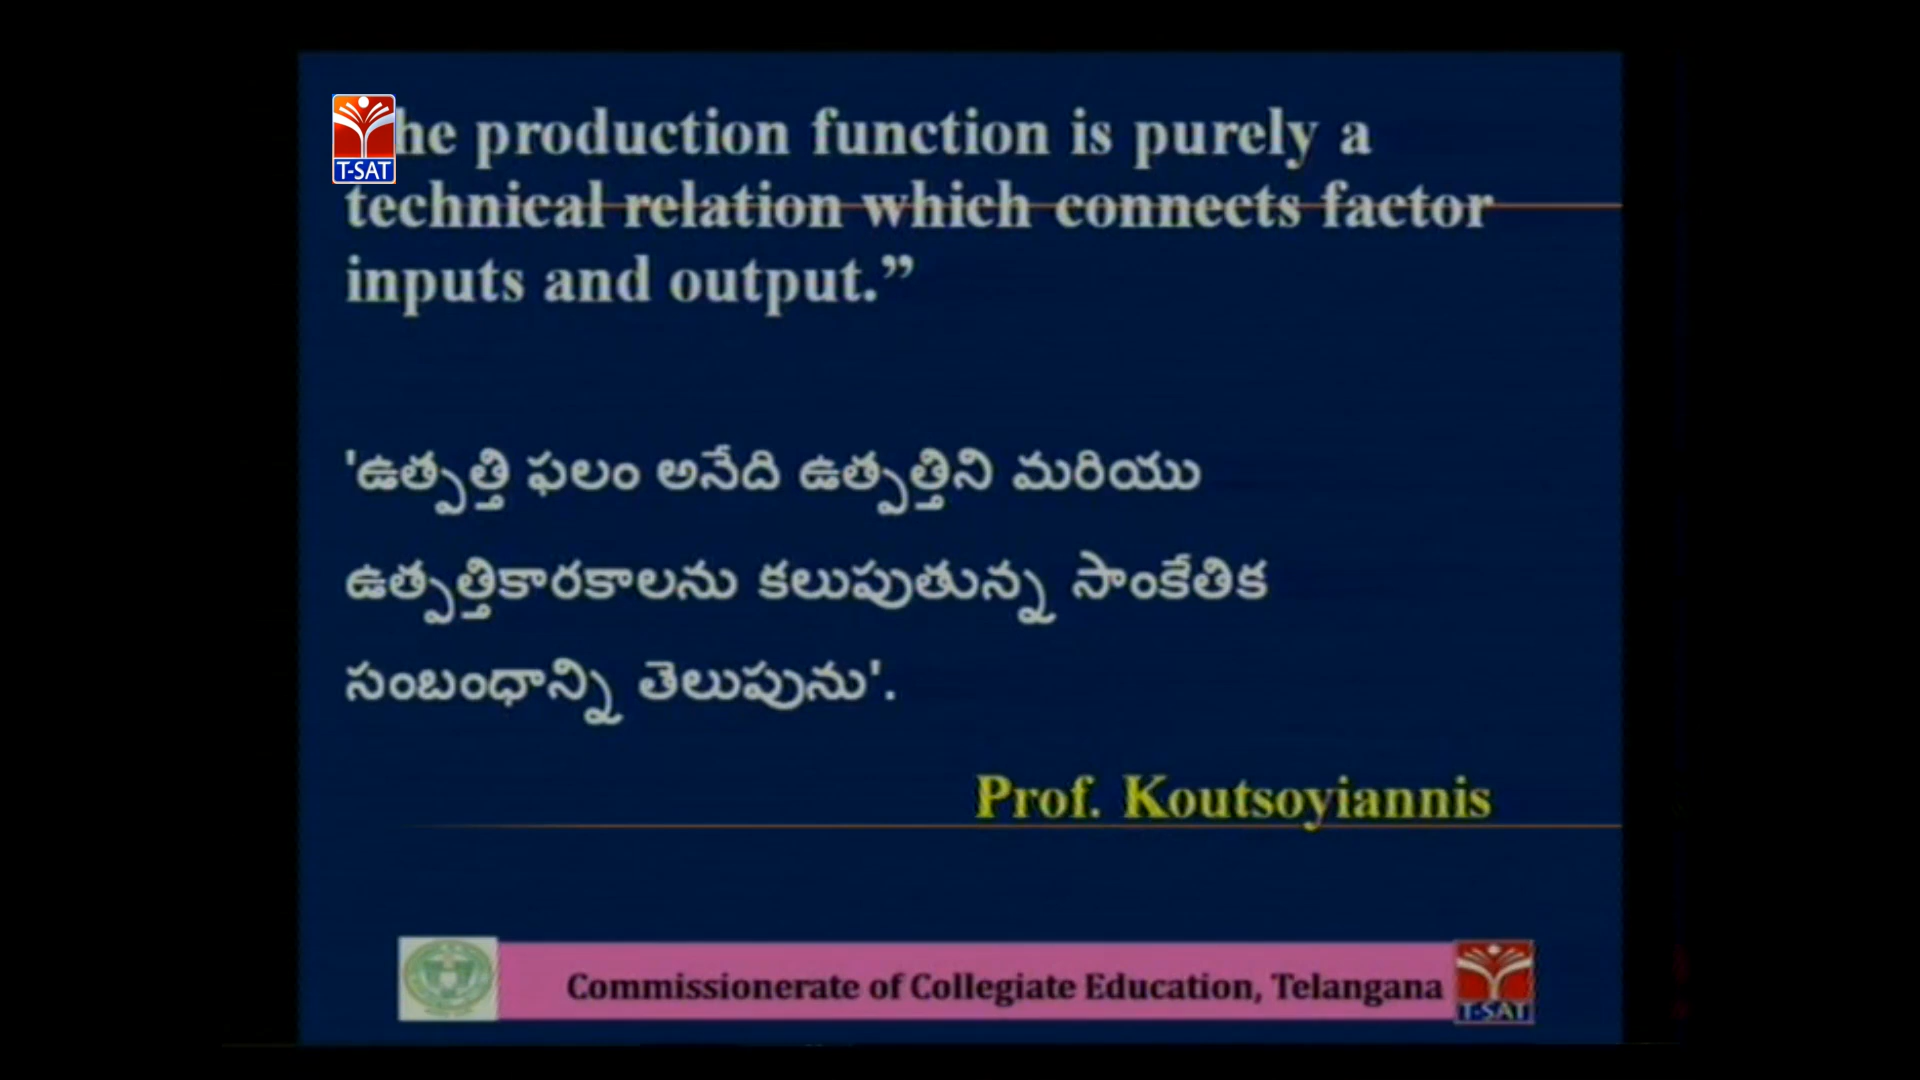 he production function is purely a
T-SAT
technical relation which connects factor
inputs and output.”
'ఉత్పత్తి ఫలం అనేది ఉత్పత్తిని మరియు
ఉత్పత్తికారకాలను కలుపుతున్న సాంకేతిక
సంబంధాన్ని తెలుపును'.
Prof. Koutsoyiannis
Commissionerate of Collegiate Education, Telangana
T-SAT